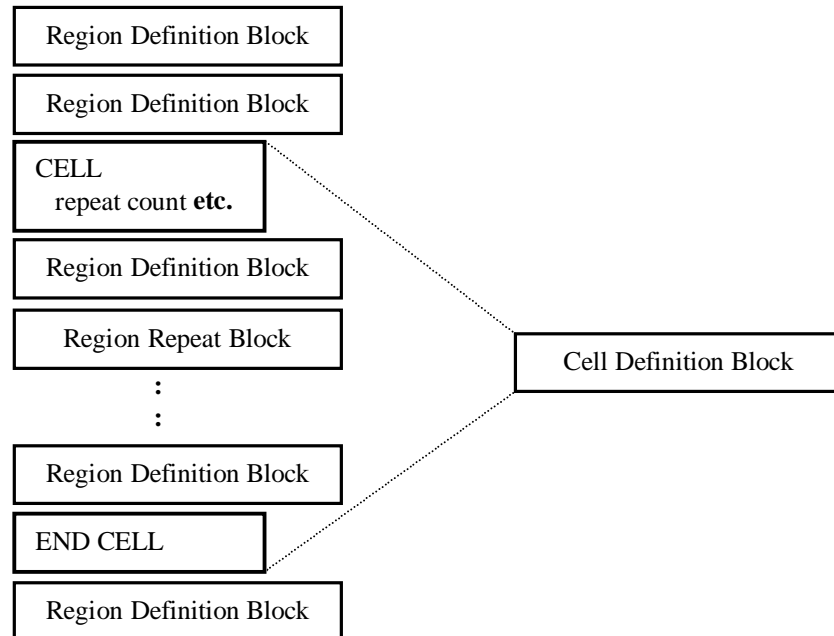 Region Definition Block
Region Definition Block
CELL
repeat count etc.
Region Definition Block
Region Repeat Block
:
:
Region Definition Block
END CELL
Region Definition Block
Cell Definition Block